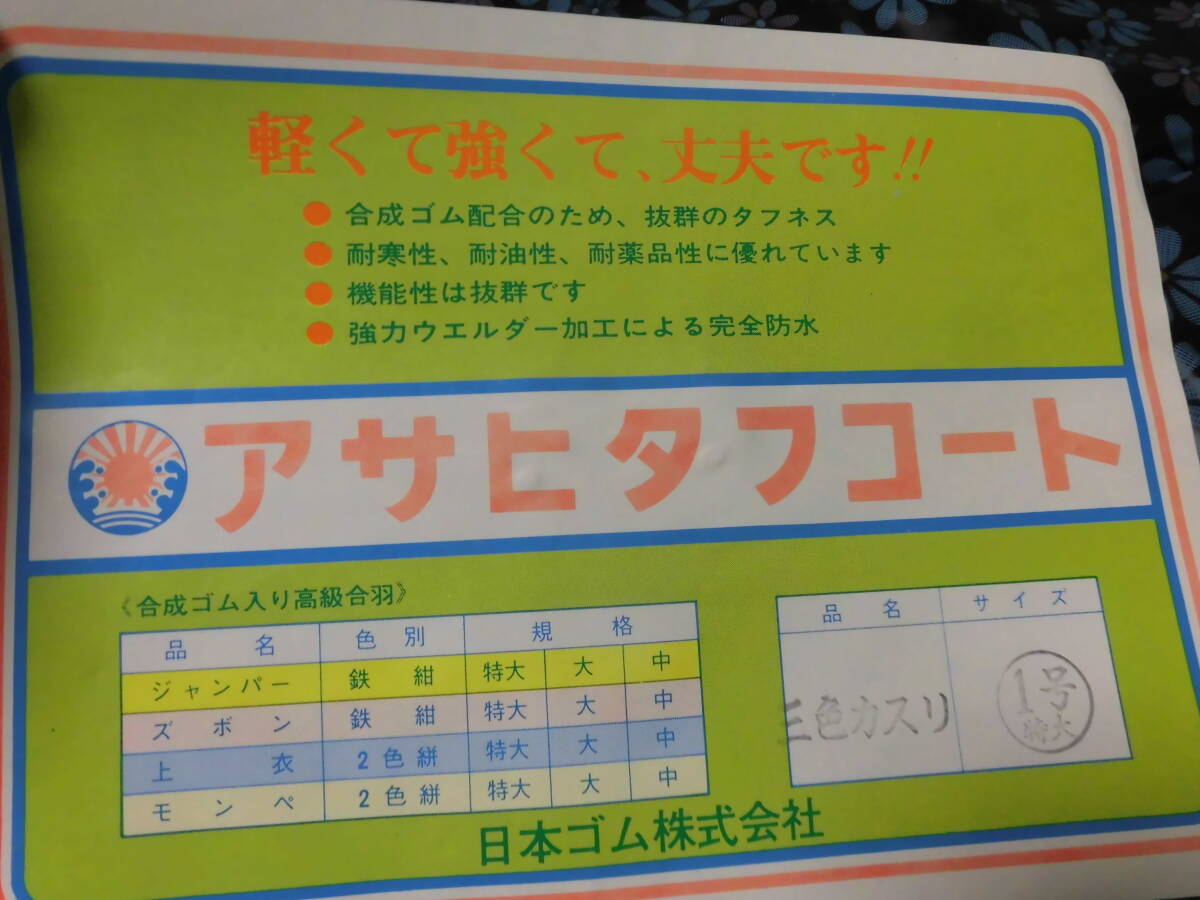 軽くて強くて、丈夫です!!
● 合成ゴム配合のため、抜群のタフネス
● 耐寒性、耐油性、耐薬品性に優れています
● 機能性は抜群です
● 強力ウエルダー加工による完全防水
アサヒタフコート
《合成ゴム入り高級合羽》
品名 色別 規格
ジャンパー 鉄紺 特大 大 中
ズボン 鉄紺 特大 大 中
上衣 2色絣 特大 大 中
モンペ 2色絣 特大 大 中
品名 サイズ
三色カスリ 1号
特大
日本ゴム株式会社